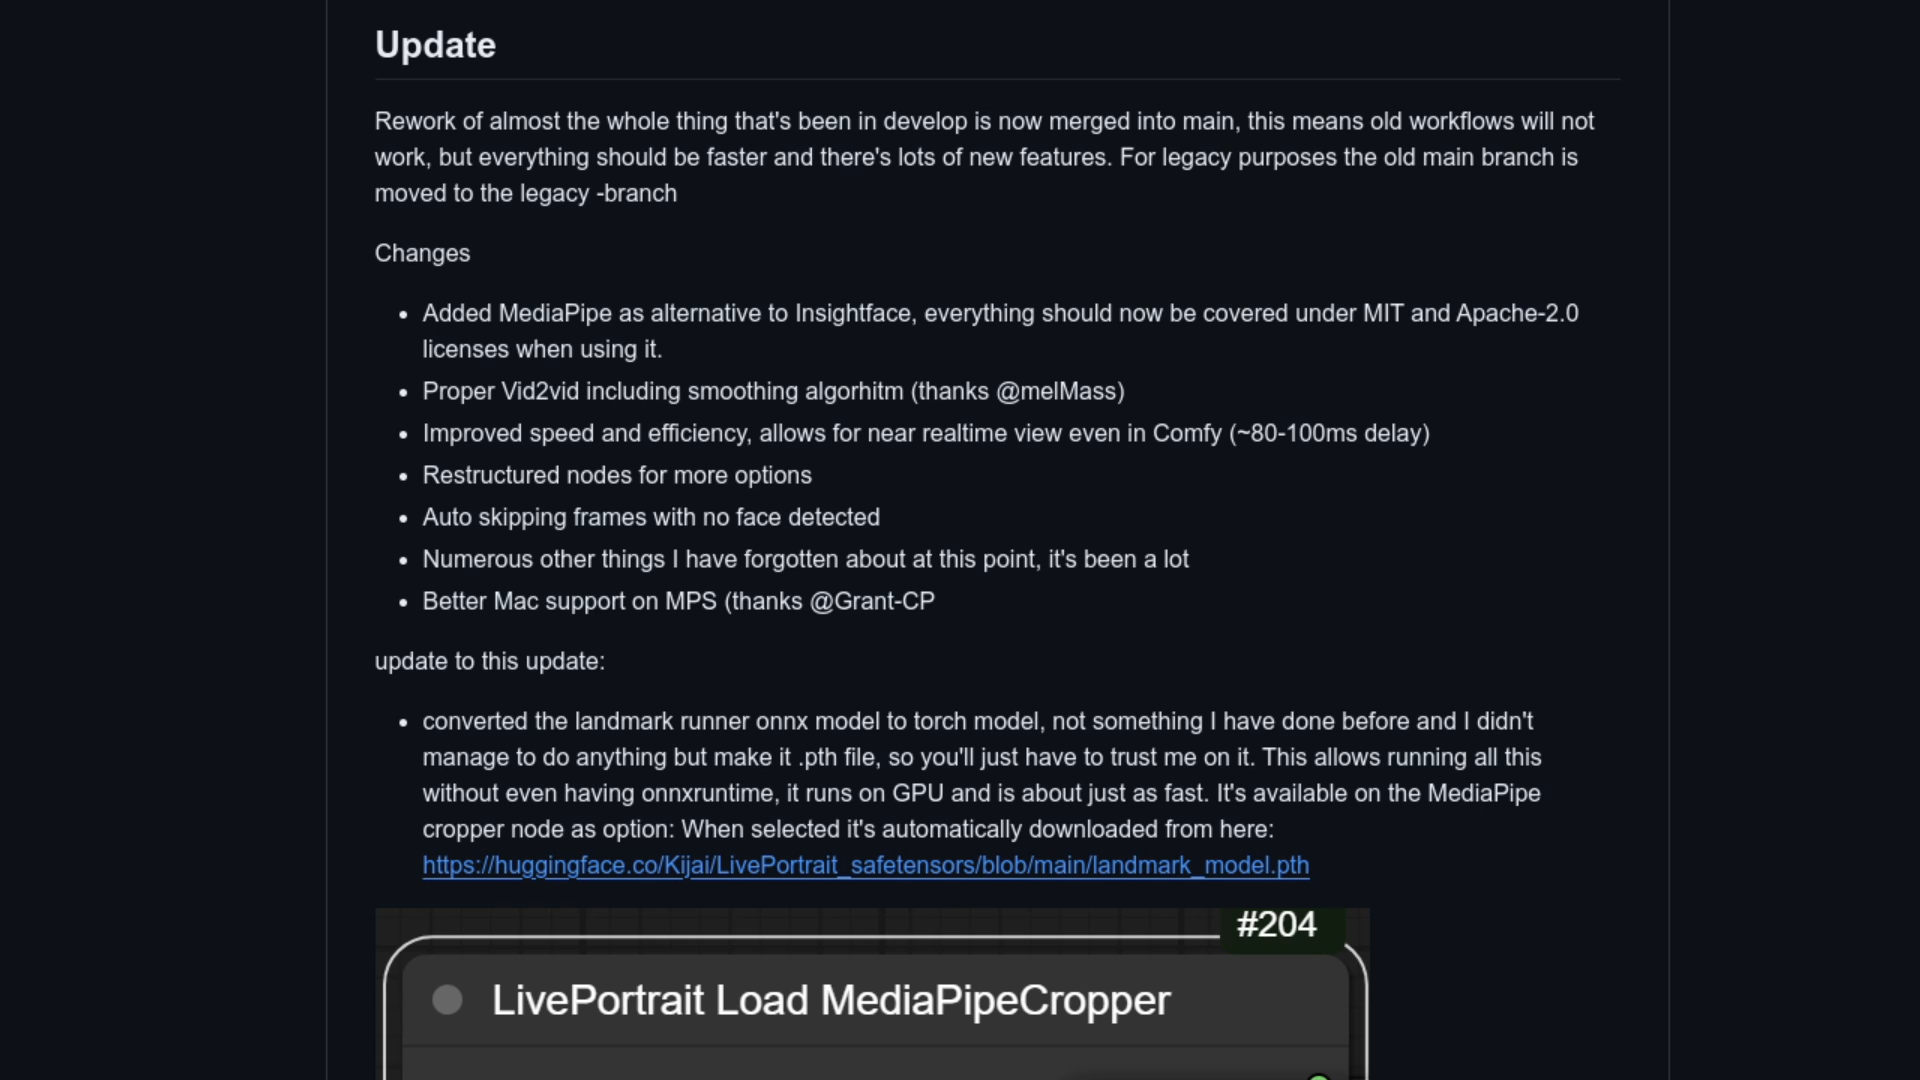 Update
Rework of almost the whole thing that's been in develop is now merged into main, this means old workflows will not
work, but everything should be faster and there's lots of new features. For legacy purposes the old main branch is
moved to the legacy -branch
Changes
• Added MediaPipe as alternative to Insightface, everything should now be covered under MIT and Apache-2.0
licenses when using it.
• Proper Vid2vid including smoothing algorhitm (thanks @melMass)
• Improved speed and efficiency, allows for near realtime view even in Comfy (~80-100ms delay)
• Restructured nodes for more options
• Auto skipping frames with no face detected
• Numerous other things I have forgotten about at this point, it's been a lot
• Better Mac support on MPS (thanks @Grant-CP
update to this update:
• converted the landmark runner onnx model to torch model, not something I have done before and I didn't
manage to do anything but make it .pth file, so you'll just have to trust me on it. This allows running all this
without even having onnxruntime, it runs on GPU and is about just as fast. It's available on the MediaPipe
cropper node as option: When selected it's automatically downloaded from here:
https://huggingface.co/Kijai/LivePortrait_safetensors/blob/main/landmark_model.pth
#204
LivePortrait Load MediaPipeCropper